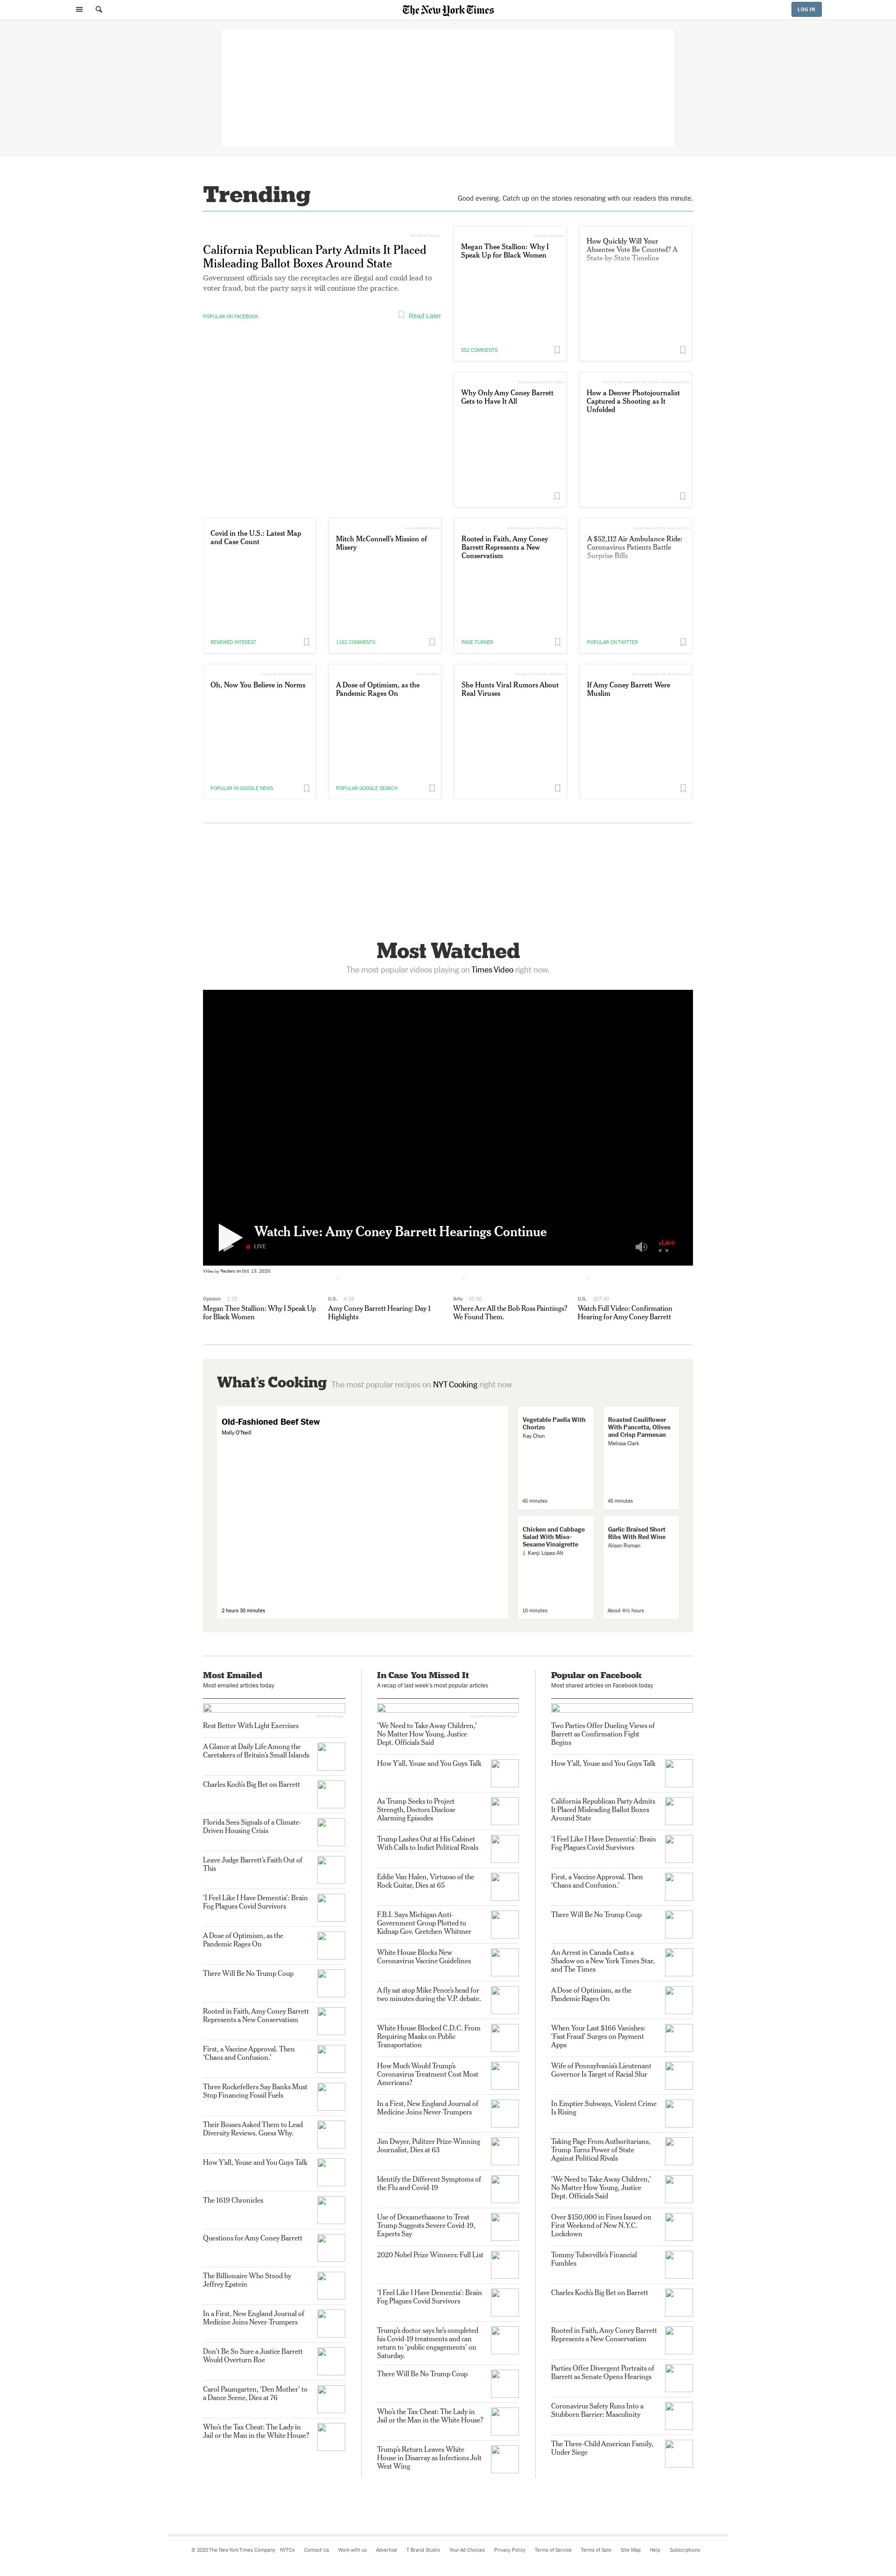 The New York Times
LOG IN
Trending
Good evening. Catch up on the stories resonating with our readers this minute.
California Republican Party Admits It Placed
Misleading Ballot Boxes Around State
Government officials say the receptacles are illegal and could lead to
voter fraud, but the party says it will continue the practice.
POPULAR ON FACEBOOK
Read Later
Megan Thee Stallion: Why I
Speak Up for Black Women
552 COMMENTS
How Quickly Will Your
Absentee Vote Be Counted? A
State-by-State Timeline
Why Only Amy Coney Barrett
Gets to Have It All
How a Denver Photojournalist
Captured a Shooting as It
Unfolded
Covid in the U.S.: Latest Map
and Case Count
RENEWED INTEREST
Mitch McConnell's Mission of
Misery
1162 COMMENTS
Rooted in Faith, Amy Coney
Barrett Represents a New
Conservatism
PAGE-TURNER
A $52,112 Air Ambulance Ride:
Coronavirus Patients Battle
Surprise Bills
POPULAR ON TWITTER
Oh, Now You Believe in Norms
POPULAR IN GOOGLE NEWS
A Dose of Optimism, as the
Pandemic Rages On
POPULAR GOOGLE SEARCH
She Hunts Viral Rumors About
Real Viruses
If Amy Coney Barrett Were
Muslim
Most Watched
The most popular videos playing on Times Video right now.
Watch Live: Amy Coney Barrett Hearings Continue
LIVE
Live
Video by Reuters on Oct. 13, 2020.
Opinion 1:35
Megan Thee Stallion: Why I Speak Up
for Black Women
U.S. 4:19
Amy Coney Barrett Hearing: Day 1
Highlights
Arts 10:50
Where Are All the Bob Ross Paintings?
We Found Them.
U.S. 327:43
Watch Full Video: Confirmation
Hearing for Amy Coney Barrett
What's Cooking The most popular recipes on NYT Cooking right now
Old-Fashioned Beef Stew
Molly O'Neill
2 hours 30 minutes
Vegetable Paella With
Chorizo
Kay Chun
45 minutes
Roasted Cauliflower
With Pancetta, Olives
and Crisp Parmesan
Melissa Clark
45 minutes
Chicken and Cabbage
Salad With Miso-
Sesame Vinaigrette
J. Kenji López-Alt
10 minutes
Garlic Braised Short
Ribs With Red Wine
Alison Roman
About 4½ hours
Most Emailed
Most emailed articles today
Rest Better With Light Exercises
A Glance at Daily Life Among the
Caretakers of Britain's Small Islands
Charles Koch's Big Bet on Barrett
Florida Sees Signals of a Climate-
Driven Housing Crisis
Leave Judge Barrett's Faith Out of
This
'I Feel Like I Have Dementia': Brain
Fog Plagues Covid Survivors
A Dose of Optimism, as the
Pandemic Rages On
There Will Be No Trump Coup
Rooted in Faith, Amy Coney Barrett
Represents a New Conservatism
First, a Vaccine Approval. Then
'Chaos and Confusion.'
Three Rockefellers Say Banks Must
Stop Financing Fossil Fuels
Their Bosses Asked Them to Lead
Diversity Reviews. Guess Why.
How Y'all, Youse and You Guys Talk
The 1619 Chronicles
Questions for Amy Coney Barrett
The Billionaire Who Stood by
Jeffrey Epstein
In a First, New England Journal of
Medicine Joins Never-Trumpers
Don't Be So Sure a Justice Barrett
Would Overturn Roe
Carol Paumgarten, 'Den Mother' to
a Dance Scene, Dies at 76
Who's the Tax Cheat: The Lady in
Jail or the Man in the White House?
In Case You Missed It
A recap of last week's most popular articles
'We Need to Take Away Children,'
No Matter How Young, Justice
Dept. Officials Said
How Y'all, Youse and You Guys Talk
As Trump Seeks to Project
Strength, Doctors Disclose
Alarming Episodes
Trump Lashes Out at His Cabinet
With Calls to Indict Political Rivals
Eddie Van Halen, Virtuoso of the
Rock Guitar, Dies at 65
F.B.I. Says Michigan Anti-
Government Group Plotted to
Kidnap Gov. Gretchen Whitmer
White House Blocks New
Coronavirus Vaccine Guidelines
A fly sat atop Mike Pence's head for
two minutes during the V.P. debate.
White House Blocked C.D.C. From
Requiring Masks on Public
Transportation
How Much Would Trump's
Coronavirus Treatment Cost Most
Americans?
In a First, New England Journal of
Medicine Joins Never-Trumpers
Jim Dwyer, Pulitzer Prize-Winning
Journalist, Dies at 63
Identify the Different Symptoms of
the Flu and Covid-19
Use of Dexamethasone to Treat
Trump Suggests Severe Covid-19,
Experts Say
2020 Nobel Prize Winners: Full List
'I Feel Like I Have Dementia': Brain
Fog Plagues Covid Survivors
Trump's doctor says he's completed
his Covid-19 treatments and can
return to 'public engagements' on
Saturday.
There Will Be No Trump Coup
Who's the Tax Cheat: The Lady in
Jail or the Man in the White House?
Trump's Return Leaves White
House in Disarray as Infections Jolt
West Wing
Popular on Facebook
Most shared articles on Facebook today
Two Parties Offer Dueling Views of
Barrett as Confirmation Fight
Begins
How Y'all, Youse and You Guys Talk
California Republican Party Admits
It Placed Misleading Ballot Boxes
Around State
'I Feel Like I Have Dementia': Brain
Fog Plagues Covid Survivors
First, a Vaccine Approval. Then
'Chaos and Confusion.'
There Will Be No Trump Coup
An Arrest in Canada Casts a
Shadow on a New York Times Star,
and The Times
A Dose of Optimism, as the
Pandemic Rages On
When Your Last $166 Vanishes:
'Fast Fraud' Surges on Payment
Apps
Wife of Pennsylvania's Lieutenant
Governor Is Target of Racial Slur
In Emptier Subways, Violent Crime
Is Rising
Taking Page From Authoritarians,
Trump Turns Power of State
Against Political Rivals
'We Need to Take Away Children,'
No Matter How Young, Justice
Dept. Officials Said
Over $150,000 in Fines Issued on
First Weekend of New N.Y.C.
Lockdown
Tommy Tuberville's Financial
Fumbles
Charles Koch's Big Bet on Barrett
Rooted in Faith, Amy Coney Barrett
Represents a New Conservatism
Parties Offer Divergent Portraits of
Barrett as Senate Opens Hearings
Coronavirus Safety Runs Into a
Stubborn Barrier: Masculinity
The Three-Child American Family,
Under Siege
© 2020 The New York Times Company NYTCo Contact Us Work with us Advertise T Brand Studio Your Ad Choices Privacy Policy Terms of Service Terms of Sale Site Map Help Subscriptions